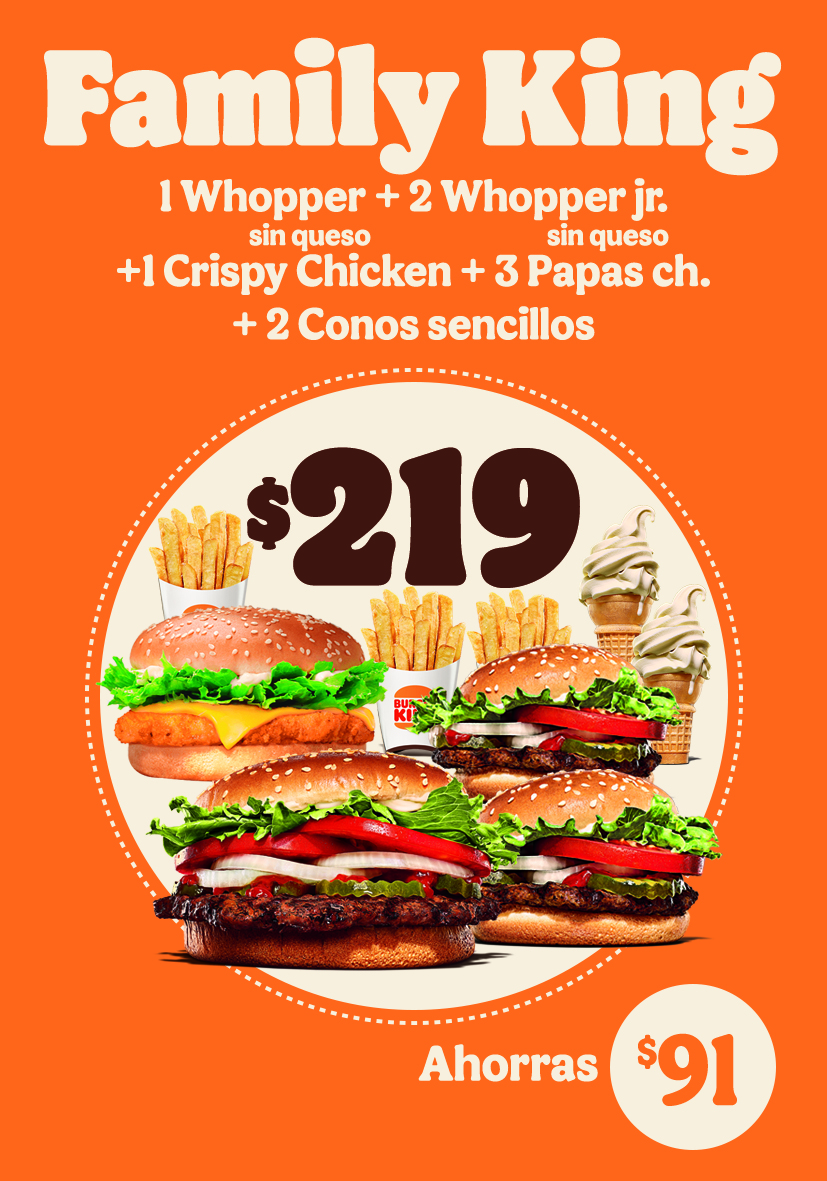 Family King
1 Whopper + 2 Whopper jr.
sin queso sin queso
+1 Crispy Chicken + 3 Papas ch.
+ 2 Conos sencillos
$219
Ahorras $91